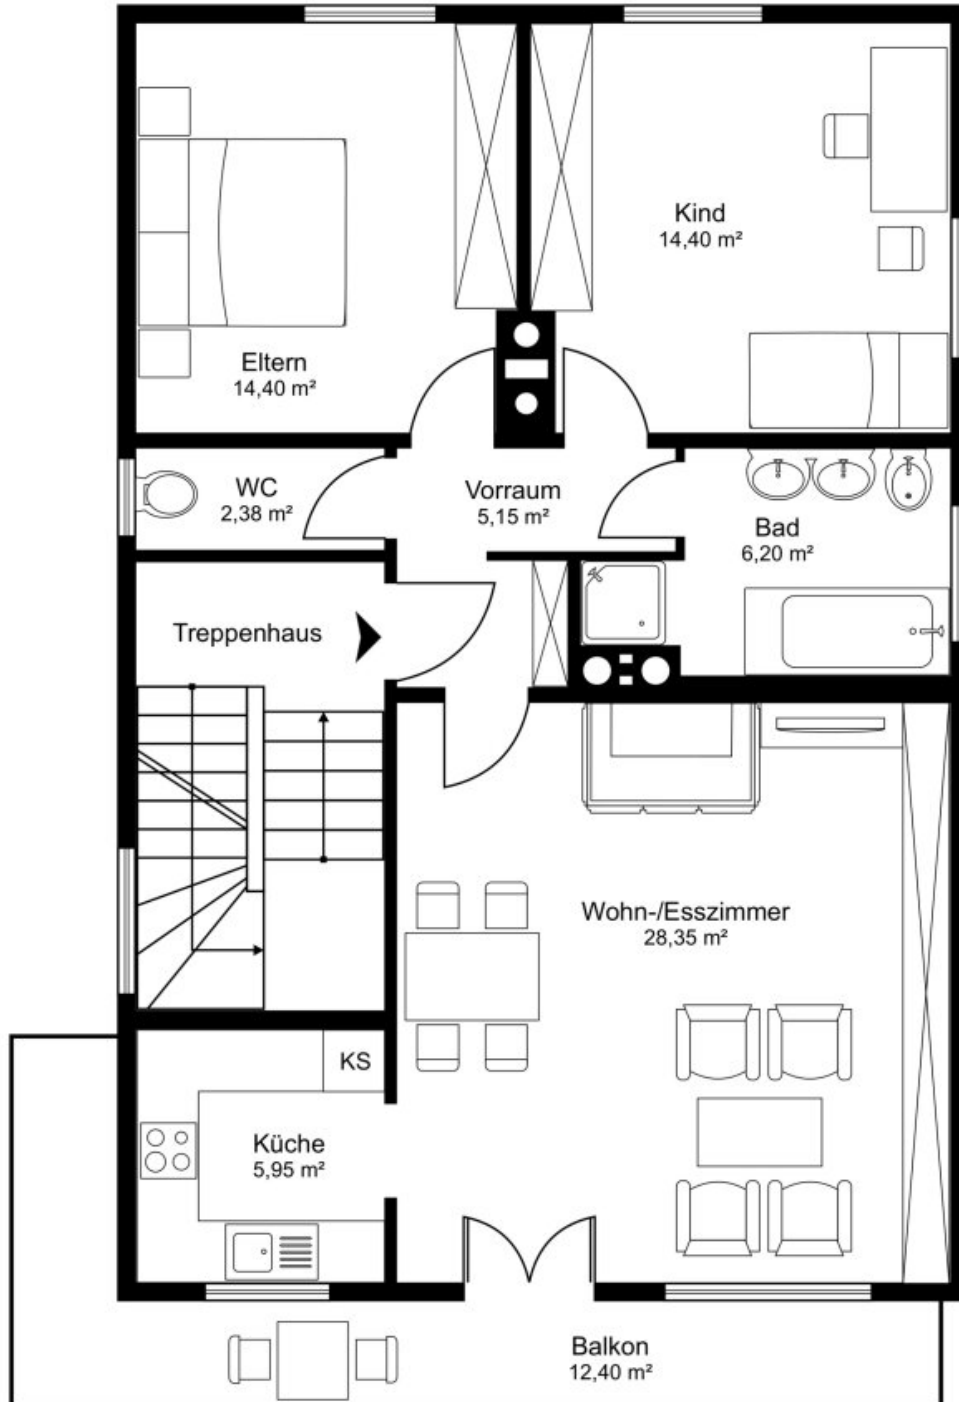 Kind
14,40 m²
Eltern
14,40 m²
WC
2,38 m²
Vorraum
5,15 m²
Bad
6,20 m²
Treppenhaus
Wohn-/Esszimmer
28,35 m²
KS
Küche
5,95 m²
Balkon
12,40 m²